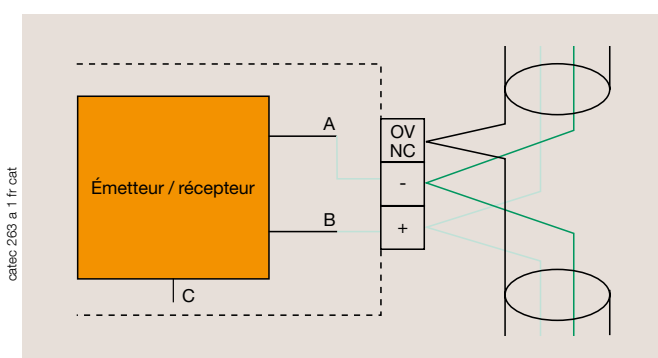 A
OV
NC
Émetteur / récepteur
-
B
+
C
catec 263 a 1 fr cat